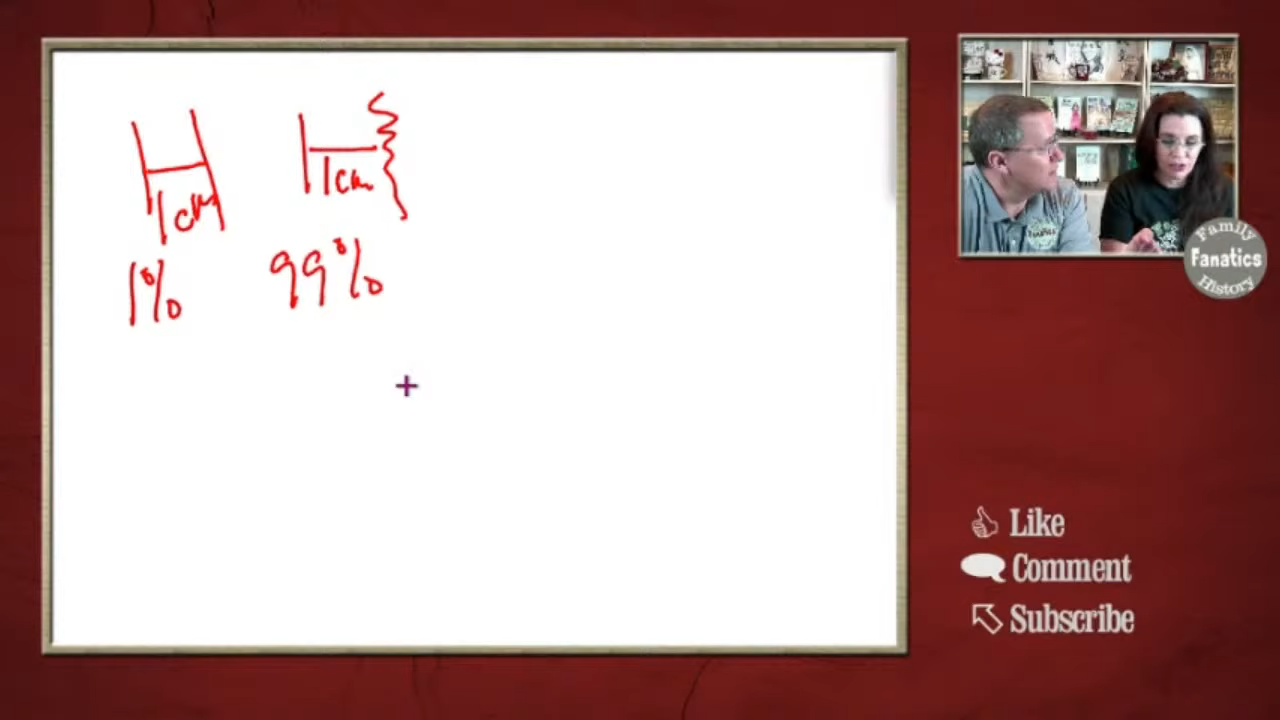 1cm 1cm
1% 99%
Family
Fanatics
History
Like
Comment
Subscribe